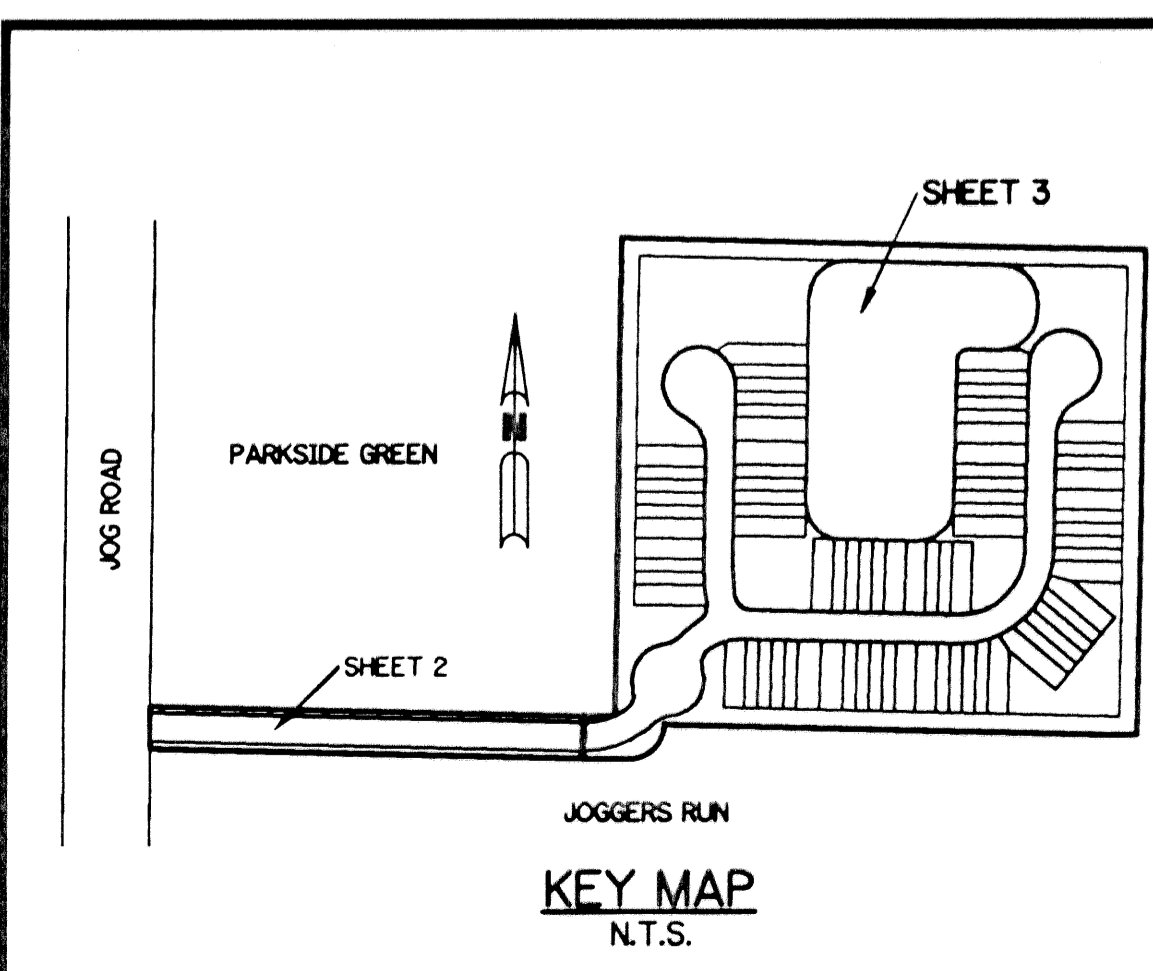 SHEET 3
N
PARKSIDE GREEN
JOG ROAD
SHEET 2
JOGGERS RUN
KEY MAP
N.T.S.